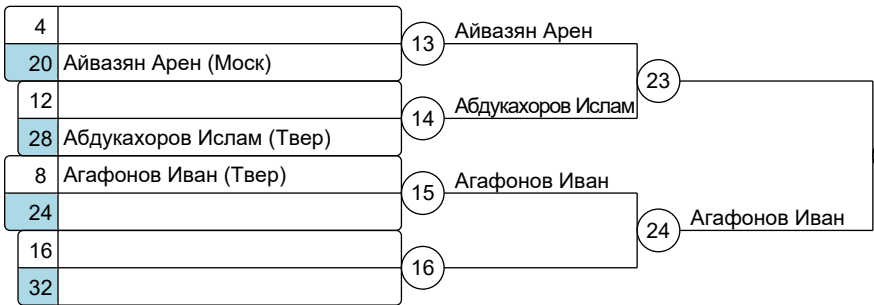 4
13 Айвазян Арен
20 Айвазян Арен (Моск)
23
12
14 Абдукахоров Ислам
28 Абдукахоров Ислам (Твер)
8 Агафонов Иван (Твер)
15 Агафонов Иван
24
24 Агафонов Иван
16
16
32